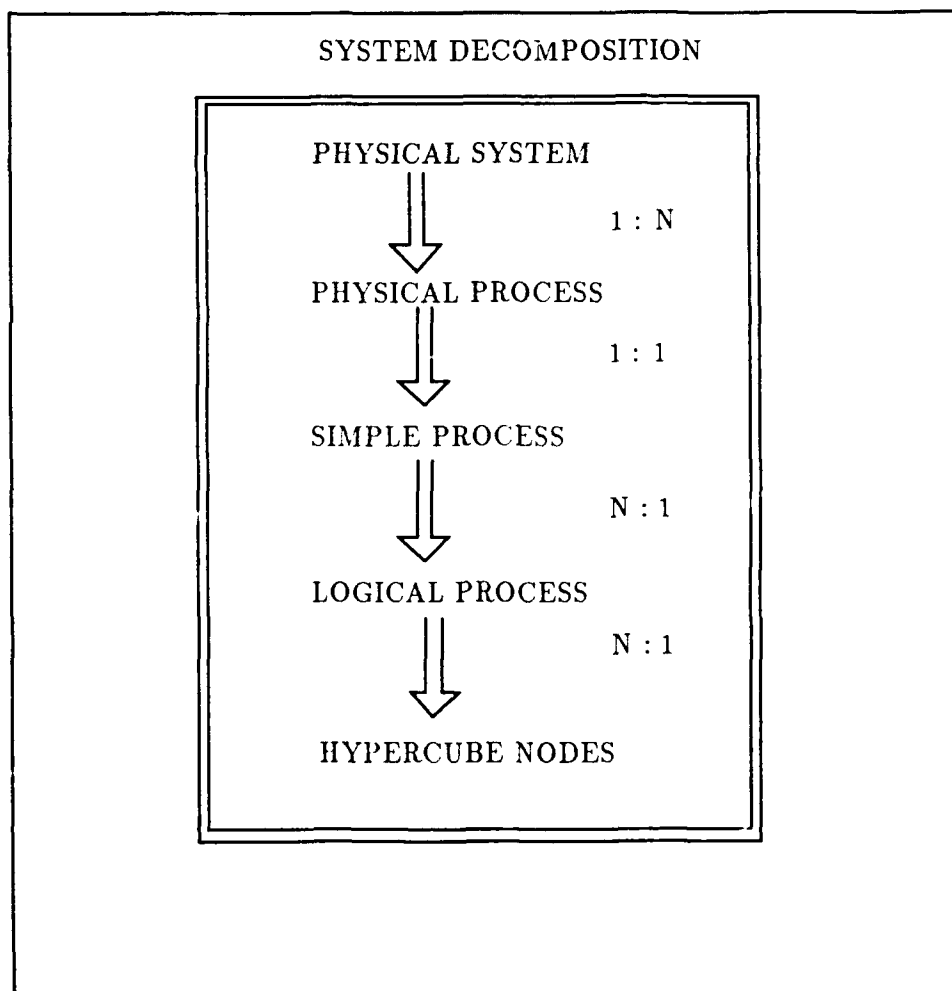 SYSTEM DECOMPOSITION
PHYSICAL SYSTEM
1 : N
PHYSICAL PROCESS
1 : 1
SIMPLE PROCESS
N : 1
LOGICAL PROCESS
N : 1
HYPERCUBE NODES